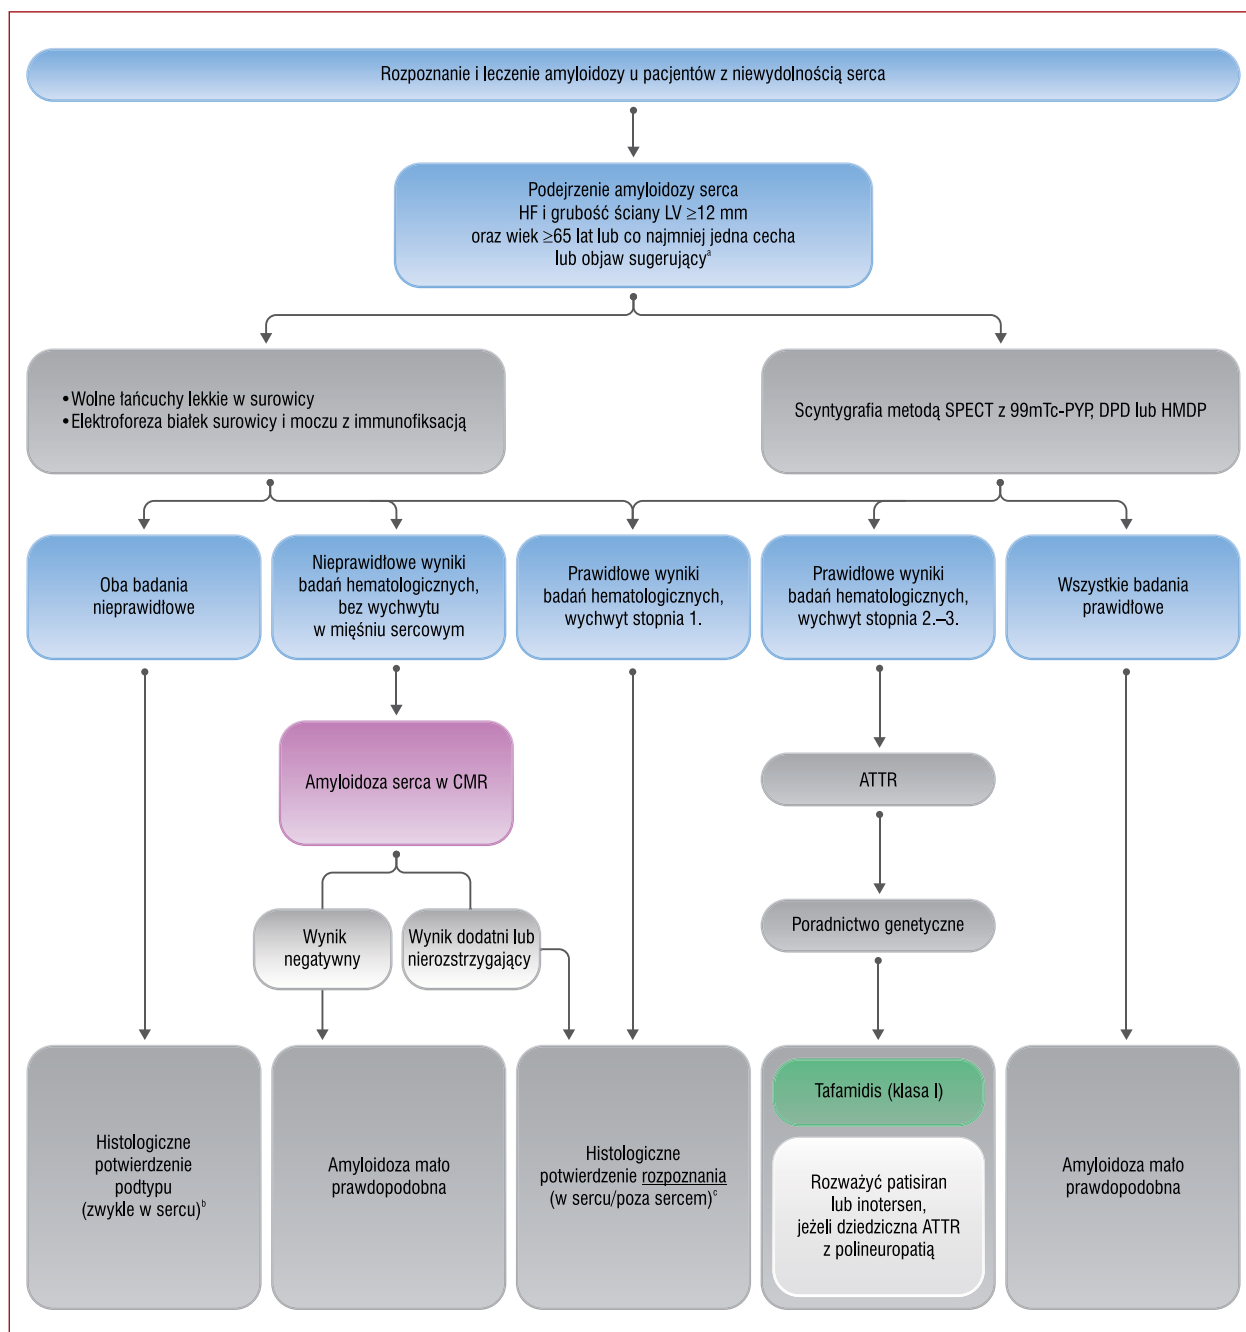 Rozpoznanie i leczenie amyloidozy u pacjentów z niewydolnością serca
Podejrzenie amyloidozy serca
HF i grubość ściany LV ≥12 mm
oraz wiek ≥65 lat lub co najmniej jedna cecha
lub objaw sugerujący^a
•Wolne łańcuchy lekkie w surowicy
•Elektroforeza białek surowicy i moczu z immunofiksacją
Scyntygrafia metodą SPECT z 99mTc-PYP, DPD lub HMDP
Oba badania
nieprawidłowe
Nieprawidłowe wyniki
badań hematologicznych,
bez wychwytu
w mięśniu sercowym
Prawidłowe wyniki
badań hematologicznych,
wychwyt stopnia 1.
Prawidłowe wyniki
badań hematologicznych,
wychwyt stopnia 2.–3.
Wszystkie badania
prawidłowe
Amyloidoza serca w CMR
ATTR
Wynik
negatywny
Wynik dodatni lub
nierozstrzygający
Poradnictwo genetyczne
Histologiczne
potwierdzenie
podtypu
(zwykle w sercu)^b
Amyloidoza mało
prawdopodobna
Histologiczne
potwierdzenie rozpoznania
(w sercu/poza sercem)^c
Tafamidis (klasa I)
Rozważyć patisiran
lub inotersen,
jeżeli dziedziczna ATTR
z polineuropatią
Amyloidoza mało
prawdopodobna